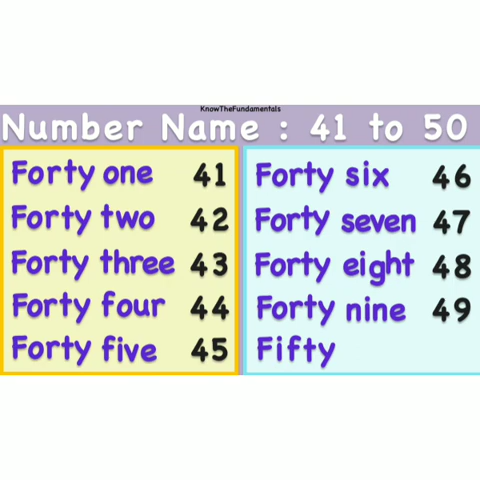 KnowTheFundamentals
Number Name : 41 to 50
Forty one 41
Forty two 42
Forty three 43
Forty four 44
Forty five 45
Forty six 46
Forty seven 47
Forty eight 48
Forty nine 49
Fifty